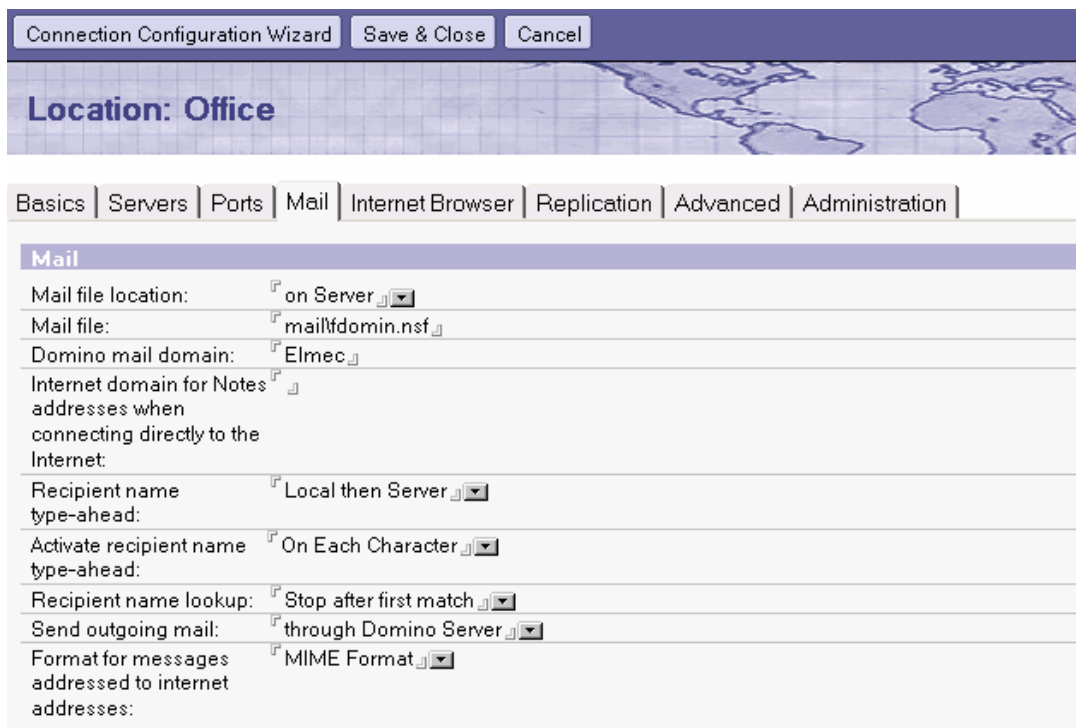 Connection Configuration Wizard Save & Close Cancel
Location: Office
Basics Servers Ports Mail Internet Browser Replication Advanced Administration
Mail
Mail file location: on Server
Mail file: mail\fdomin.nsf
Domino mail domain: Elmec
Internet domain for Notes
addresses when
connecting directly to the
Internet:
Recipient name Local then Server
type-ahead:
Activate recipient name On Each Character
type-ahead:
Recipient name lookup: Stop after first match
Send outgoing mail: through Domino Server
Format for messages MIME Format
addressed to internet
addresses: